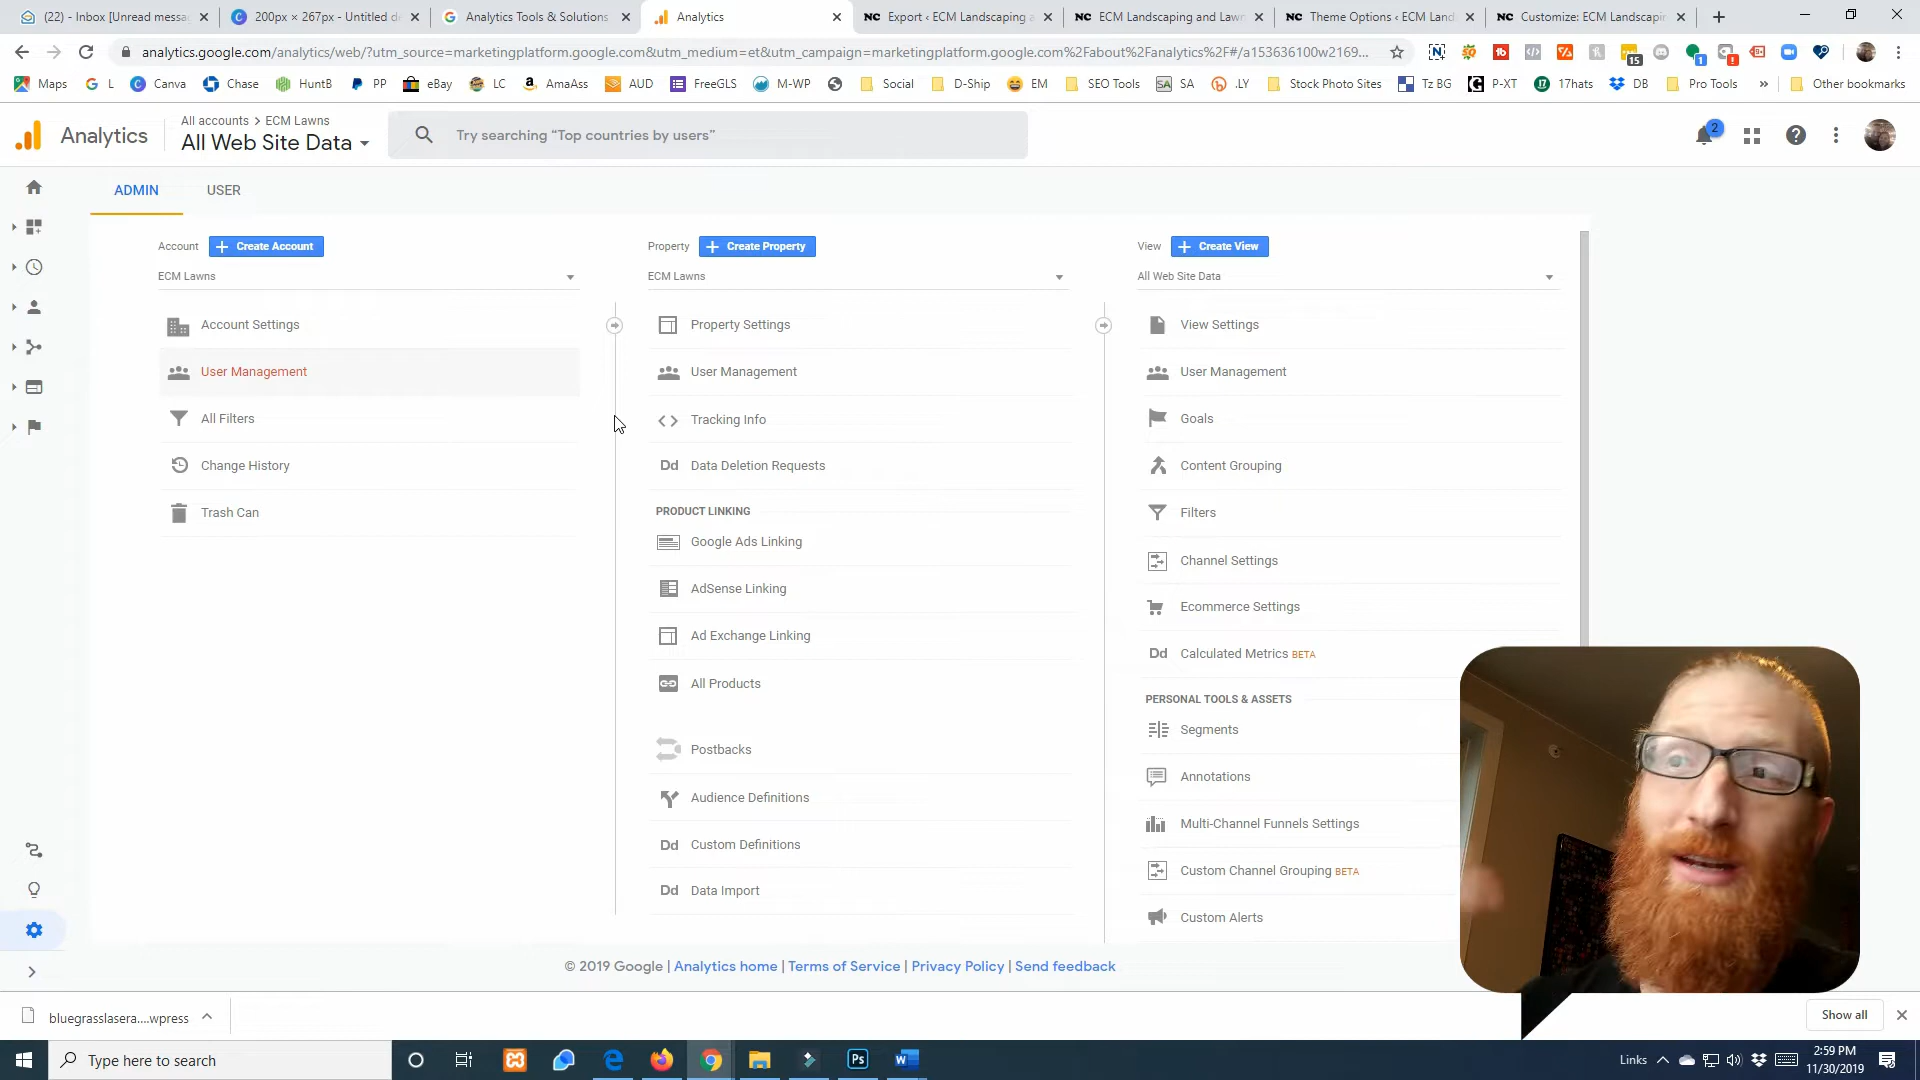 (22) - Inbox [Unread messa
200px × 267px - Untitled d
Analytics Tools & Solutions
Analytics
Export ‹ ECM Landscaping a
ECM Landscaping and Lawn
Theme Options ‹ ECM Land
Customize: ECM Landscapin
analytics.google.com/analytics/web/?utm_source=marketingplatform.google.com&utm_medium=et&utm_campaign=marketingplatform.google.com%2Fabout%2Fanalytics%2F#/a153636100w2169...
15
1
Maps
L
Canva
Chase
HuntB
PP
eBay
LC
AmaAss
AUD
FreeGLS
M-WP
Social
D-Ship
EM
SEO Tools
SA
SA
.LY
Stock Photo Sites
Tz BG
P-XT
17hats
DB
Pro Tools
»
Other bookmarks
Analytics
All accounts > ECM Lawns
All Web Site Data
Try searching “Top countries by users”
2
ADMIN
USER
Account
+ Create Account
ECM Lawns
Account Settings
User Management
All Filters
Change History
Trash Can
Property
+ Create Property
ECM Lawns
Property Settings
User Management
Tracking Info
Dd Data Deletion Requests
PRODUCT LINKING
Google Ads Linking
AdSense Linking
Ad Exchange Linking
All Products
Postbacks
Audience Definitions
Dd Custom Definitions
Dd Data Import
View
+ Create View
All Web Site Data
View Settings
User Management
Goals
Content Grouping
Filters
Channel Settings
Ecommerce Settings
Dd Calculated Metrics BETA
PERSONAL TOOLS & ASSETS
Segments
Annotations
Multi-Channel Funnels Settings
Custom Channel Grouping BETA
Custom Alerts
© 2019 Google | Analytics home | Terms of Service | Privacy Policy | Send feedback
bluegrasslasera....wpress
Show all
Type here to search
Ps
Links
2:59 PM
11/30/2019